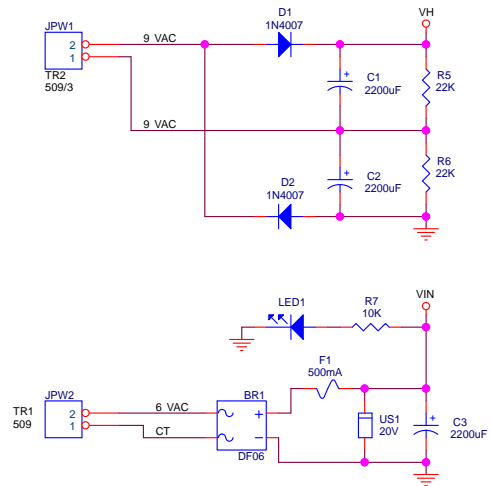 JPW1
2
1
TR2
509/3
9 VAC
9 VAC
D1
1N4007
VH
C1
2200uF
+
R5
22K
C2
2200uF
+
R6
22K
D2
1N4007
LED1
R7
10K
VIN
F1
500mA
TR1
509
JPW2
2
1
6 VAC
CT
BR1
+
−
DF06
US1
20V
+
C3
2200uF